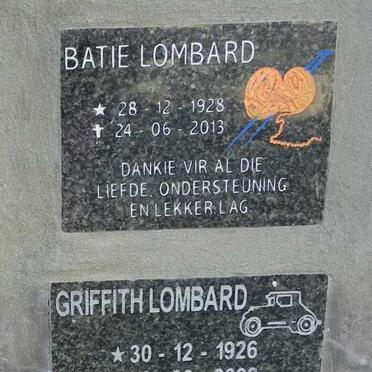 BATIE LOMBARD
★ 28 - 12 - 1928
✝ 24 - 06 - 2013
DANKIE VIR AL DIE
LIEFDE, ONDERSTEUNING
EN LEKKER LAG.
GRIFFITH LOMBARD
★ 30 - 12 - 1926